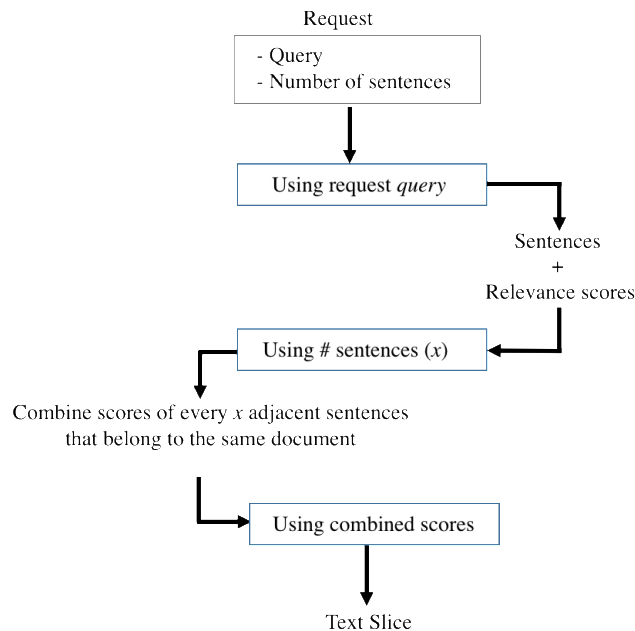 Request
- Query
- Number of sentences
Using request query
Sentences
+
Relevance scores
Using # sentences (x)
Combine scores of every x adjacent sentences
that belong to the same document
Using combined scores
Text Slice